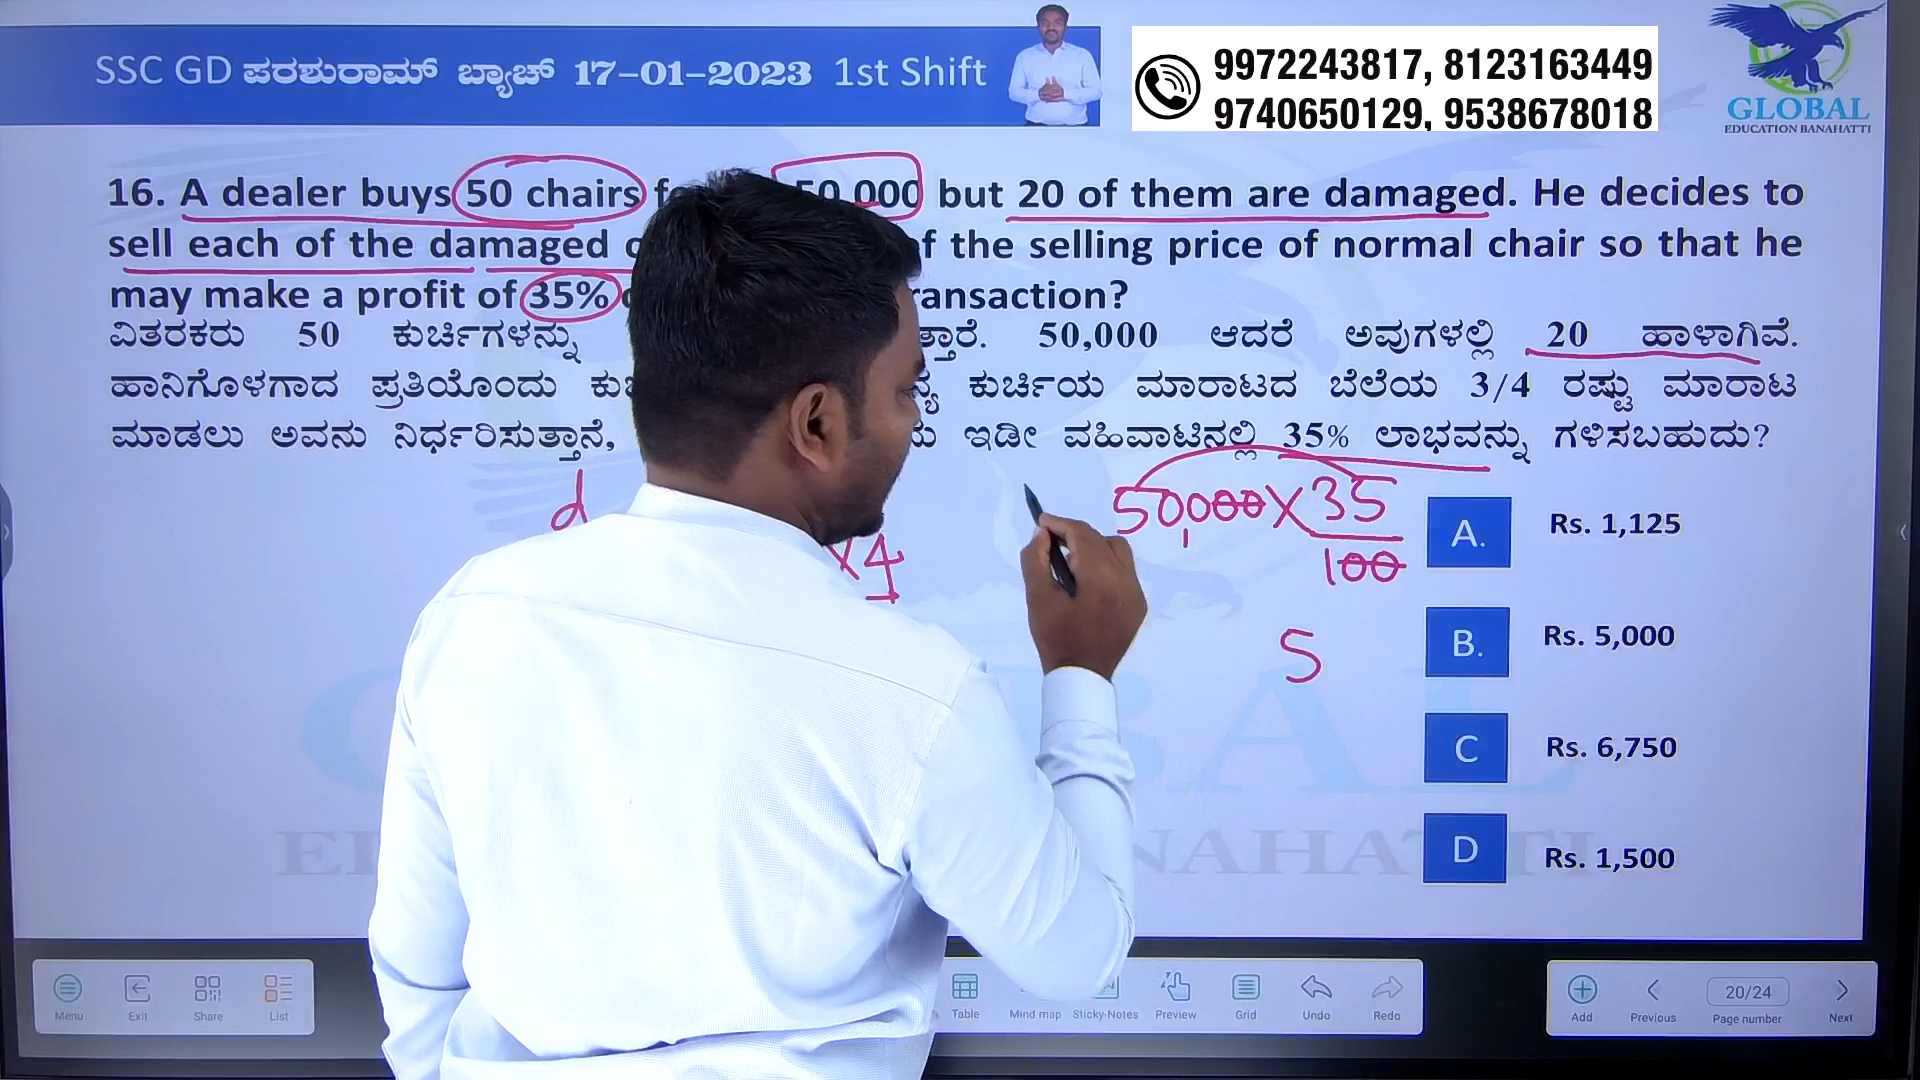 SSC GD ಪರಶುರಾಮ್ ಬ್ಯಾಚ್ 17-01-2023 1st Shift
9972243817, 8123163449
9740650129, 9538678018
GLOBAL
EDUCATION BANAHATTI
16. A dealer buys 50 chairs 50,000 but 20 of them are damaged. He decides to
sell each of the damaged of the selling price of normal chair so that he
may make a profit of 35% transaction?
ವಿತರಕರು 50 ಕುರ್ಚಿಗಳನ್ನು 50,000 ಆದರೆ ಅವುಗಳಲ್ಲಿ 20 ಹಾಳಾಗಿವೆ.
ಹಾನಿಗೊಳಗಾದ ಪ್ರತಿಯೊಂದು ಕುರ್ಚಿಯ ಮಾರಾಟದ ಬೆಲೆಯ 3/4 ರಷ್ಟು ಮಾರಾಟ
ಮಾಡಲು ಅವನು ನಿರ್ಧರಿಸುತ್ತಾನೆ, ಇಡೀ ವಹಿವಾಟಿನಲ್ಲಿ 35% ಲಾಭವನ್ನು ಗಳಿಸಬಹುದು?
d
50,000 X 35
100
x4
S
A. Rs. 1,125
B. Rs. 5,000
C Rs. 6,750
D Rs. 1,500
Menu Exit Share List Table Mind map Sticky-Notes Preview Grid Undo Redo Add Previous 20/24 Page number Next